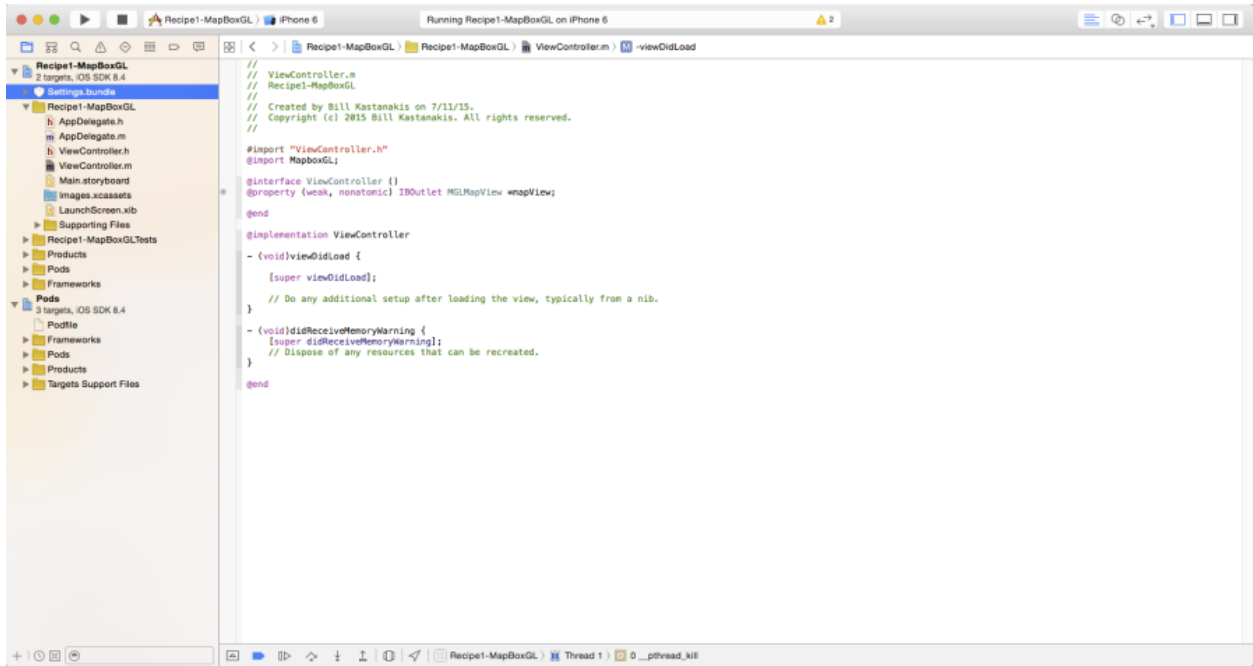 Recipe1-MapBoxGL 〉 iPhone 6
Running Recipe1-MapBoxGL on iPhone 6
2
Recipe1-MapBoxGL 〉 Recipe1-MapBoxGL 〉 ViewController.m 〉 M -viewDidLoad
Recipe1-MapBoxGL
2 targets, iOS SDK 8.4
Settings.bundle
Recipe1-MapBoxGL
h AppDelegate.h
m AppDelegate.m
h ViewController.h
m ViewController.m
Main.storyboard
Images.xcassets
LaunchScreen.xib
Supporting Files
Recipe1-MapBoxGLTests
Products
Pods
Frameworks
Pods
3 targets, iOS SDK 8.4
Podfile
Frameworks
Pods
Products
Targets Support Files
//
// ViewController.m
// Recipe1-MapBoxGL
//
// Created by Bill Kastanakis on 7/11/15.
// Copyright (c) 2015 Bill Kastanakis. All rights reserved.
//
#import "ViewController.h"
@import MapboxGL;
@interface ViewController ()
@property (weak, nonatomic) IBOutlet MGLMapView *mapView;
@end
@implementation ViewController
- (void)viewDidLoad {
[super viewDidLoad];
// Do any additional setup after loading the view, typically from a nib.
}
- (void)didReceiveMemoryWarning {
[super didReceiveMemoryWarning];
// Dispose of any resources that can be recreated.
}
@end
Recipe1-MapBoxGL 〉 Thread 1 〉 0 __pthread_kill